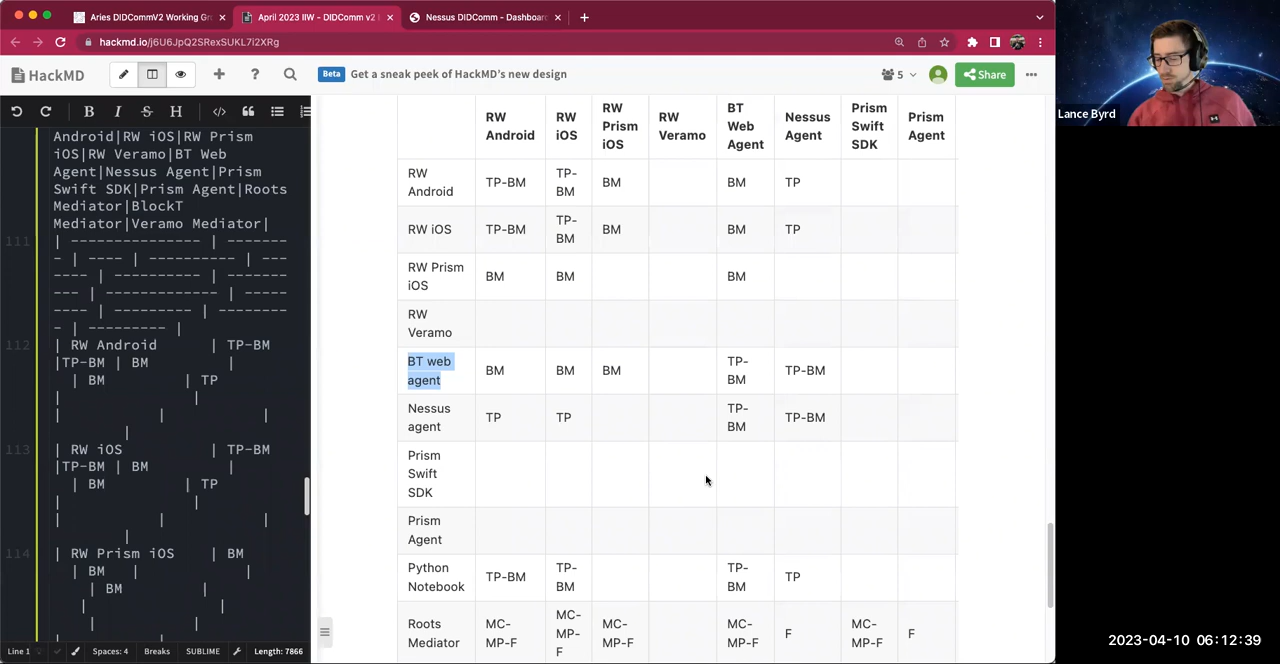 Aries DIDCommV2 Working Gr
April 2023 IIW - DIDComm v2
Nessus DIDComm - Dashboar
hackmd.io/j6U6JpQ2SRexSUKL7i2XRg
HackMD
Beta Get a sneak peek of HackMD's new design
5
Share
B I S H
Android|RW iOS|RW Prism
iOS|RW Veramo|BT Web
Agent|Nessus Agent|Prism
Swift SDK|Prism Agent|Roots
Mediator|BlockT
Mediator|Veramo Mediator|
111 | --------------- | -------
- | ---- | ---------- | ---
---- | ---------- | --------
--- | ------------- | -----
---- | --------- | --------
- | --------- |
112 | RW Android | TP-BM
|TP-BM | BM |
| BM | TP
| |
| | |
|
113 | RW iOS | TP-BM
|TP-BM | BM |
| BM | TP
| |
| | |
|
114 | RW Prism iOS | BM
| BM | |
| BM |
| |
| |
Line 1
Spaces: 4
Breaks
SUBLIME
Length: 7866
RW Android
RW iOS
RW Prism iOS
RW Veramo
BT Web Agent
Nessus Agent
Prism Swift SDK
Prism Agent
RW Android TP-BM TP-BM BM BM TP
RW iOS TP-BM TP-BM BM BM TP
RW Prism iOS BM BM BM
RW Veramo
BT web agent BM BM BM TP-BM TP-BM
Nessus agent TP TP TP-BM TP-BM
Prism Swift SDK
Prism Agent
Python Notebook TP-BM TP-BM TP-BM TP
Roots Mediator MC-MP-F MC-MP-F MC-MP-F MC-MP-F F MC-MP-F F
Lance Byrd
2023-04-10 06:12:39